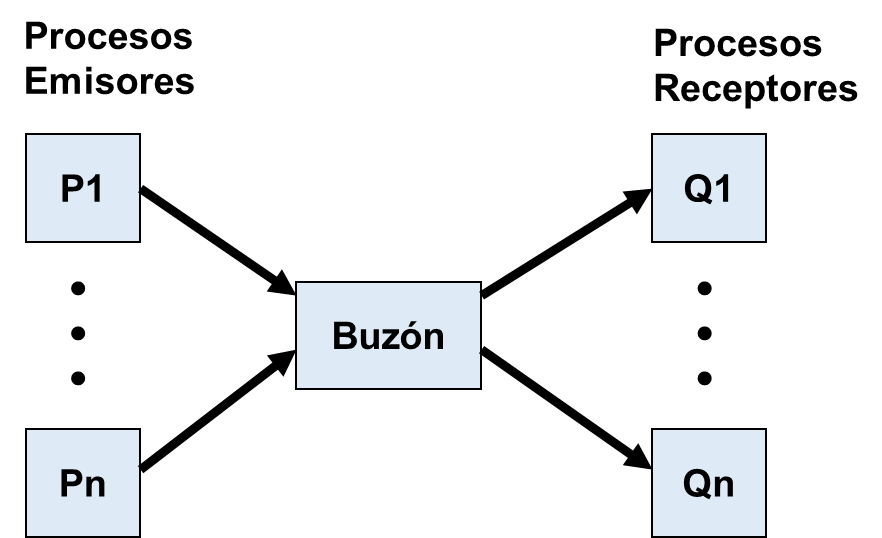 Procesos
Emisores
Procesos
Receptores
P1
Q1
Buzón
Pn
Qn